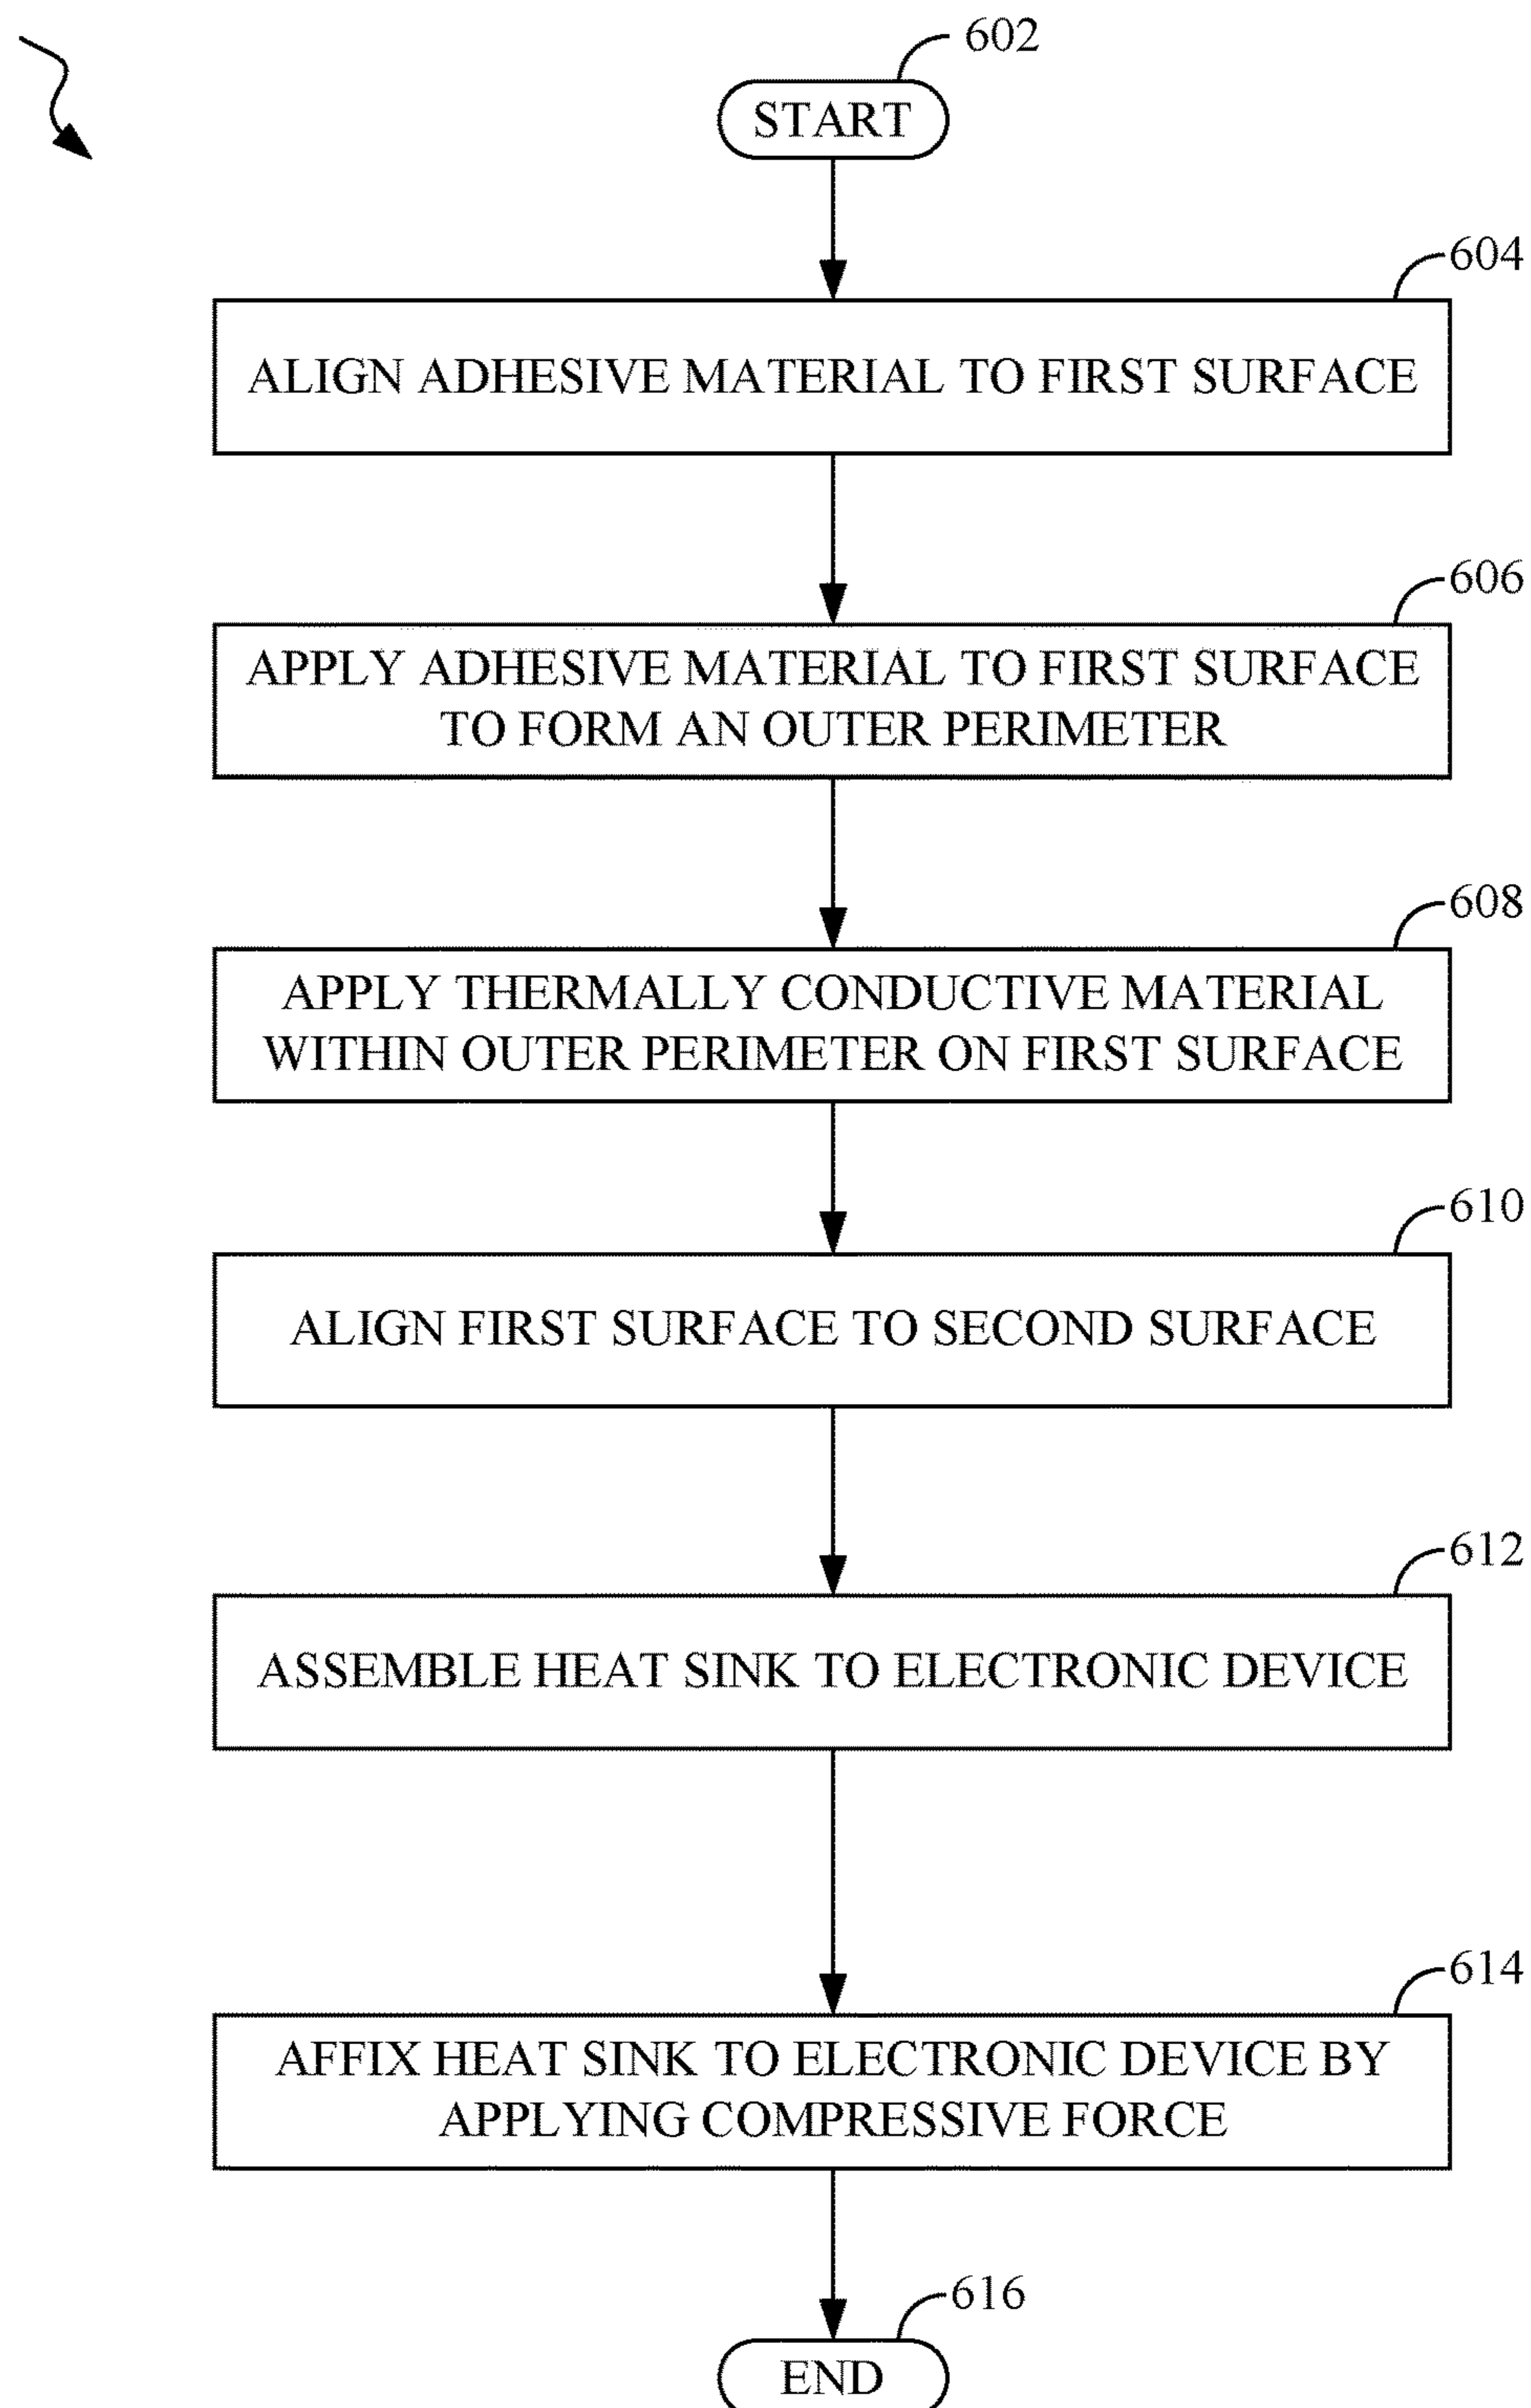 602
START
604
ALIGN ADHESIVE MATERIAL TO FIRST SURFACE
606
APPLY ADHESIVE MATERIAL TO FIRST SURFACE
TO FORM AN OUTER PERIMETER
608
APPLY THERMALLY CONDUCTIVE MATERIAL
WITHIN OUTER PERIMETER ON FIRST SURFACE
610
ALIGN FIRST SURFACE TO SECOND SURFACE
612
ASSEMBLE HEAT SINK TO ELECTRONIC DEVICE
614
AFFIX HEAT SINK TO ELECTRONIC DEVICE BY
APPLYING COMPRESSIVE FORCE
616
END